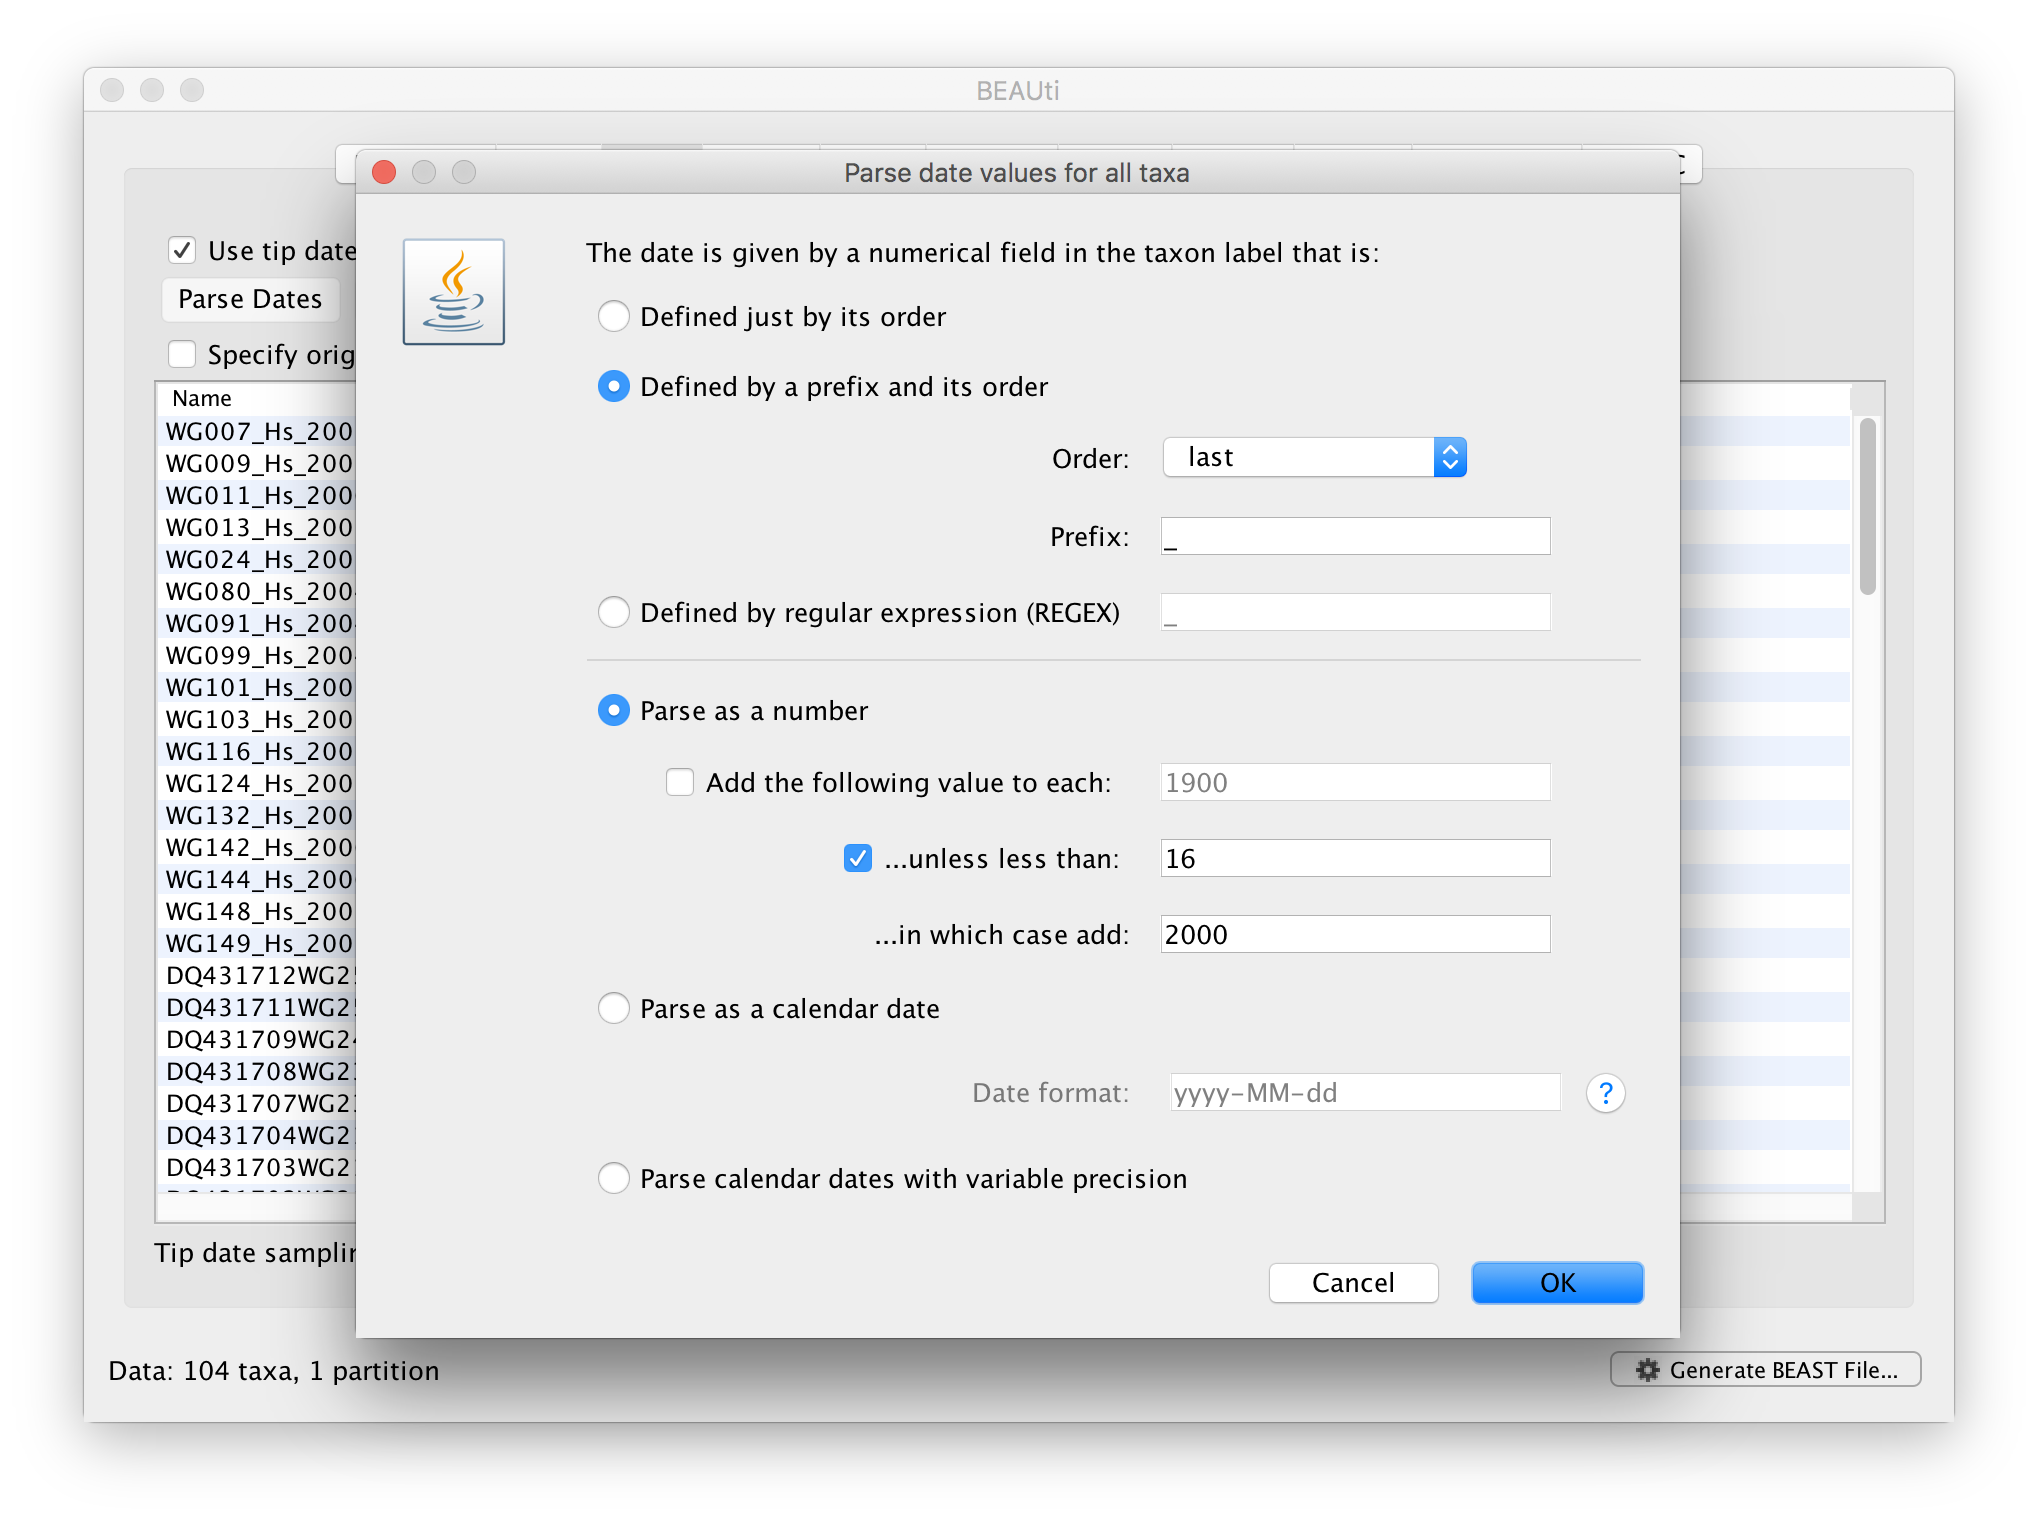 BEAUti
Parse date values for all taxa
Use tip date
Parse Dates
Specify orig
Name
WG007_Hs_200
WG009_Hs_200
WG011_Hs_200
WG013_Hs_200
WG024_Hs_200
WG080_Hs_200
WG091_Hs_200
WG099_Hs_200
WG101_Hs_200
WG103_Hs_200
WG116_Hs_200
WG124_Hs_200
WG132_Hs_200
WG142_Hs_200
WG144_Hs_200
WG148_Hs_200
WG149_Hs_200
DQ431712WG2
DQ431711WG2
DQ431709WG2
DQ431708WG2
DQ431707WG2
DQ431704WG2
DQ431703WG2
Tip date samplin
Data: 104 taxa, 1 partition
The date is given by a numerical field in the taxon label that is:
Defined just by its order
Defined by a prefix and its order
Order: last
Prefix: _
Defined by regular expression (REGEX) _
Parse as a number
Add the following value to each: 1900
...unless less than: 16
...in which case add: 2000
Parse as a calendar date
Date format: yyyy-MM-dd ?
Parse calendar dates with variable precision
Cancel OK
Generate BEAST File...